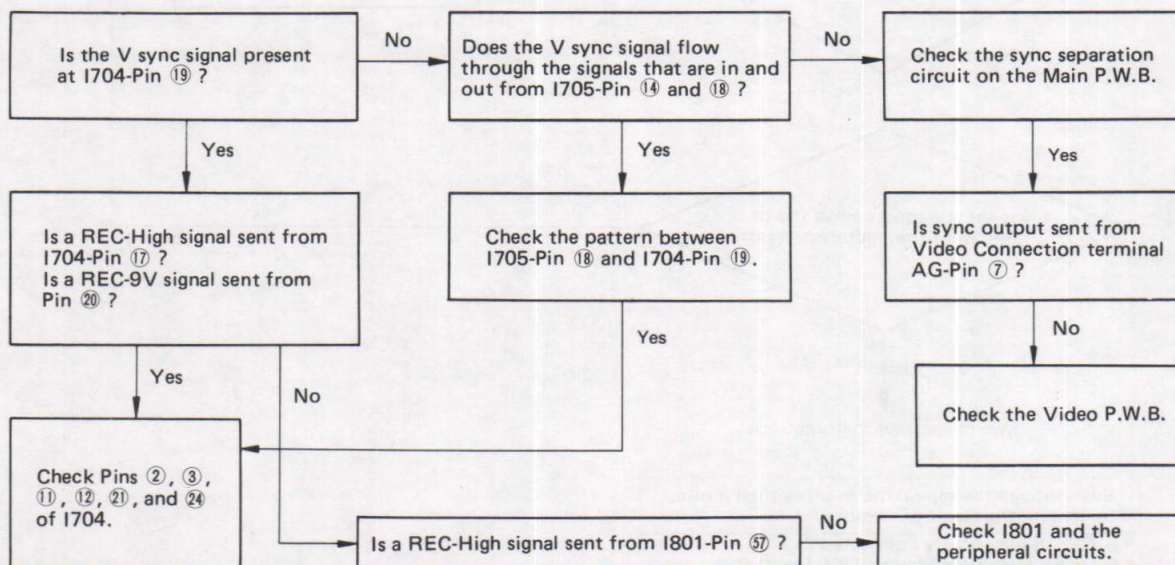 Is the V sync signal present
at I704-Pin ⑲ ?
No
Does the V sync signal flow
through the signals that are in and
out from I705-Pin ⑭ and ⑱ ?
No
Check the sync separation
circuit on the Main P.W.B.
Yes
Yes
Yes
Is a REC-High signal sent from
I704-Pin ⑰ ?
Is a REC-9V signal sent from
Pin ⑳ ?
Check the pattern between
I705-Pin ⑱ and I704-Pin ⑲.
Is sync output sent from
Video Connection terminal
AG-Pin ⑦ ?
Yes
No
Yes
No
Check the Video P.W.B.
Check Pins ②, ③,
⑪, ⑫, ㉑, and ㉔
of I704.
Is a REC-High signal sent from I801-Pin 57 ?
No
Check I801 and the
peripheral circuits.